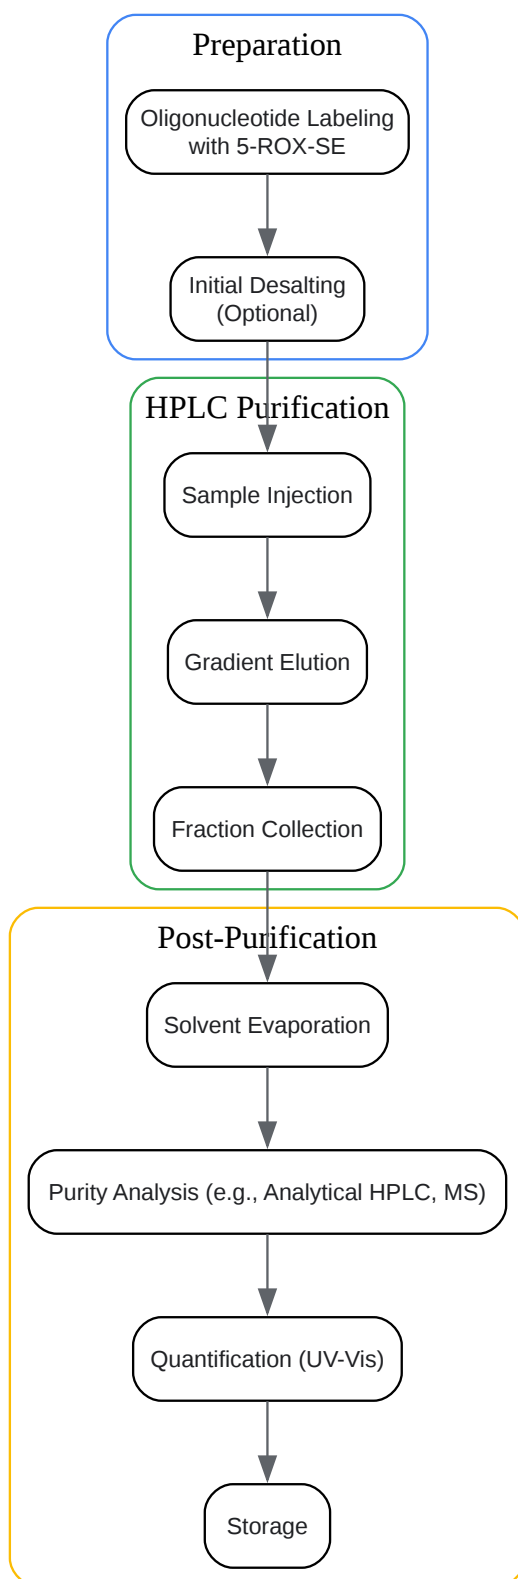 Preparation
Oligonucleotide Labeling
with 5-ROX-SE
Initial Desalting
(Optional)
HPLC Purification
Sample Injection
Gradient Elution
Fraction Collection
Post-Purification
Solvent Evaporation
Purity Analysis (e.g., Analytical HPLC, MS)
Quantification (UV-Vis)
Storage